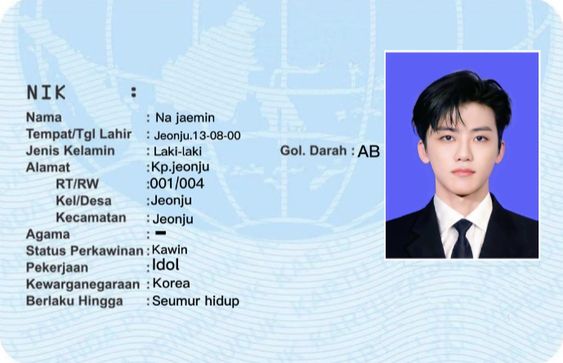 NIK :
Nama : Na jaemin
Tempat/Tgl Lahir : Jeonju.13-08-00
Jenis Kelamin : Laki-laki Gol. Darah : AB
Alamat : Kp.jeonju
RT/RW : 001/004
Kel/Desa : Jeonju
Kecamatan : Jeonju
Agama : -
Status Perkawinan : Kawin
Pekerjaan : Idol
Kewarganegaraan : Korea
Berlaku Hingga : Seumur hidup